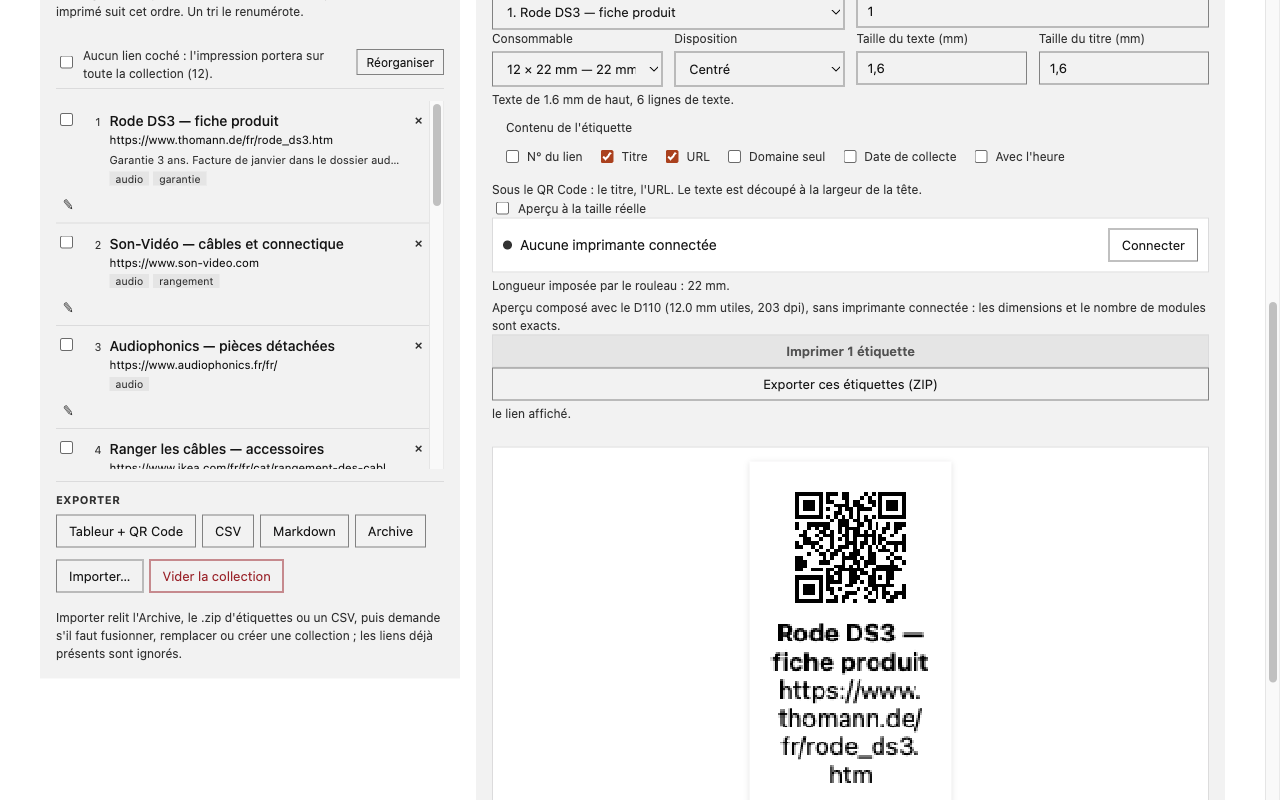 imprimé suit cet ordre. Un tri le renumérote.
Aucun lien coché : l'impression portera sur
toute la collection (12).
Réorganiser
1 Rode DS3 — fiche produit ×
https://www.thomann.de/fr/rode_ds3.htm
Garantie 3 ans. Facture de janvier dans le dossier aud...
audio garantie
2 Son-Vidéo — câbles et connectique ×
https://www.son-video.com
audio rangement
3 Audiophonics — pièces détachées ×
https://www.audiophonics.fr/fr/
audio
4 Ranger les câbles — accessoires ×
https://www.ikea.com/fr/fr/cat/rangement-des-cabl
EXPORTER
Tableur + QR Code CSV Markdown Archive
Importer... Vider la collection
Importer relit l'Archive, le .zip d'étiquettes ou un CSV, puis demande
s'il faut fusionner, remplacer ou créer une collection ; les liens déjà
présents sont ignorés.
1. Rode DS3 — fiche produit 1
Consommable Disposition Taille du texte (mm) Taille du titre (mm)
12 × 22 mm — 22 mm Centré 1,6 1,6
Texte de 1.6 mm de haut, 6 lignes de texte.
Contenu de l'étiquette
N° du lien Titre URL Domaine seul Date de collecte Avec l'heure
Sous le QR Code : le titre, l'URL. Le texte est découpé à la largeur de la tête.
Aperçu à la taille réelle
Aucune imprimante connectée Connecter
Longueur imposée par le rouleau : 22 mm.
Aperçu composé avec le D110 (12.0 mm utiles, 203 dpi), sans imprimante connectée : les dimensions et le nombre de modules
sont exacts.
Imprimer 1 étiquette
Exporter ces étiquettes (ZIP)
le lien affiché.
Rode DS3 —
fiche produit
https://www.
thomann.de/
fr/rode_ds3.
htm